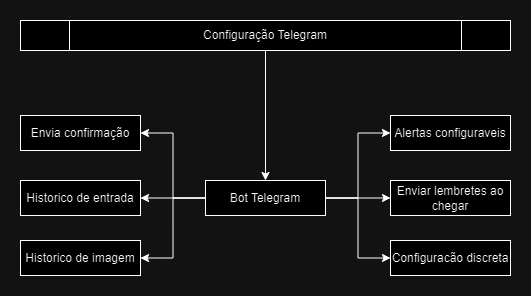 Configuração Telegram
Envia confirmação
Alertas configuraveis
Historico de entrada
Bot Telegram
Enviar lembretes ao
chegar
Historico de imagem
Configuracão discreta